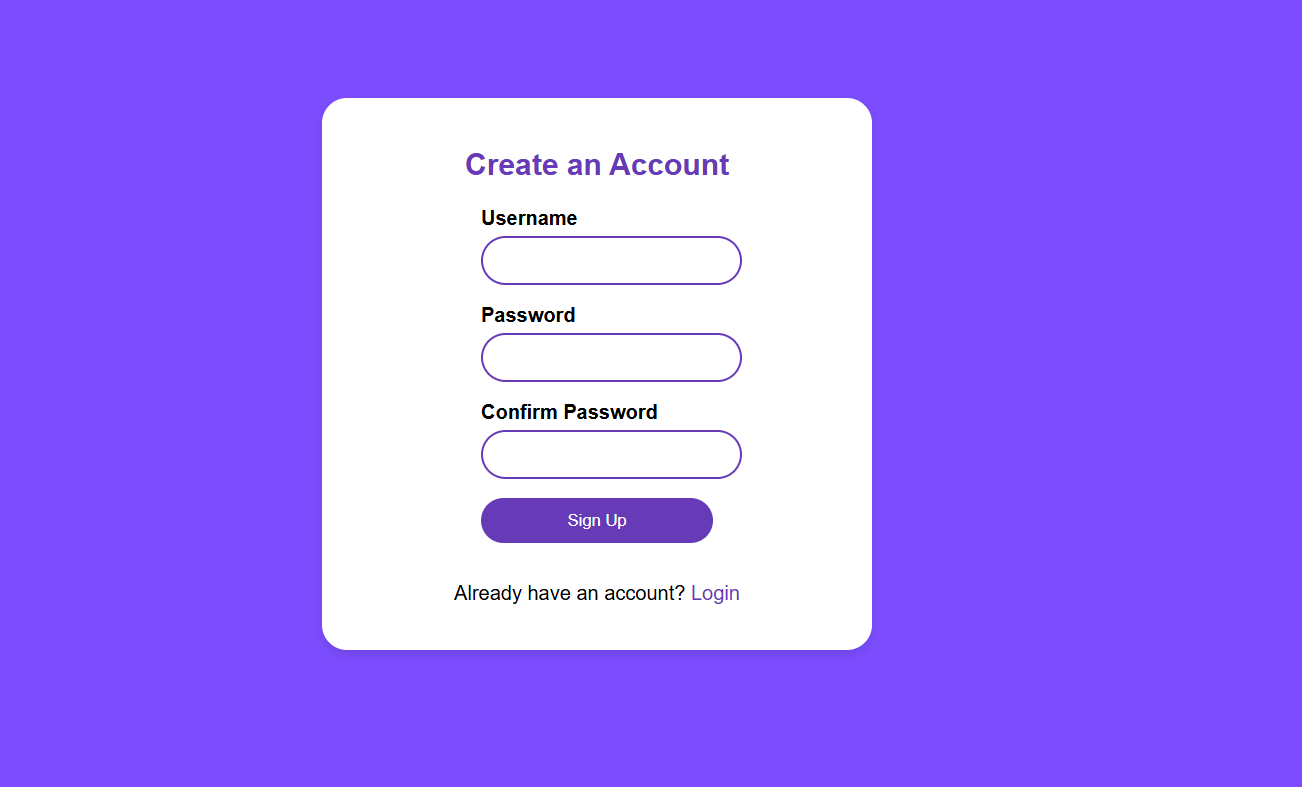 Create an Account
Username
Password
Confirm Password
Sign Up
Already have an account? Login